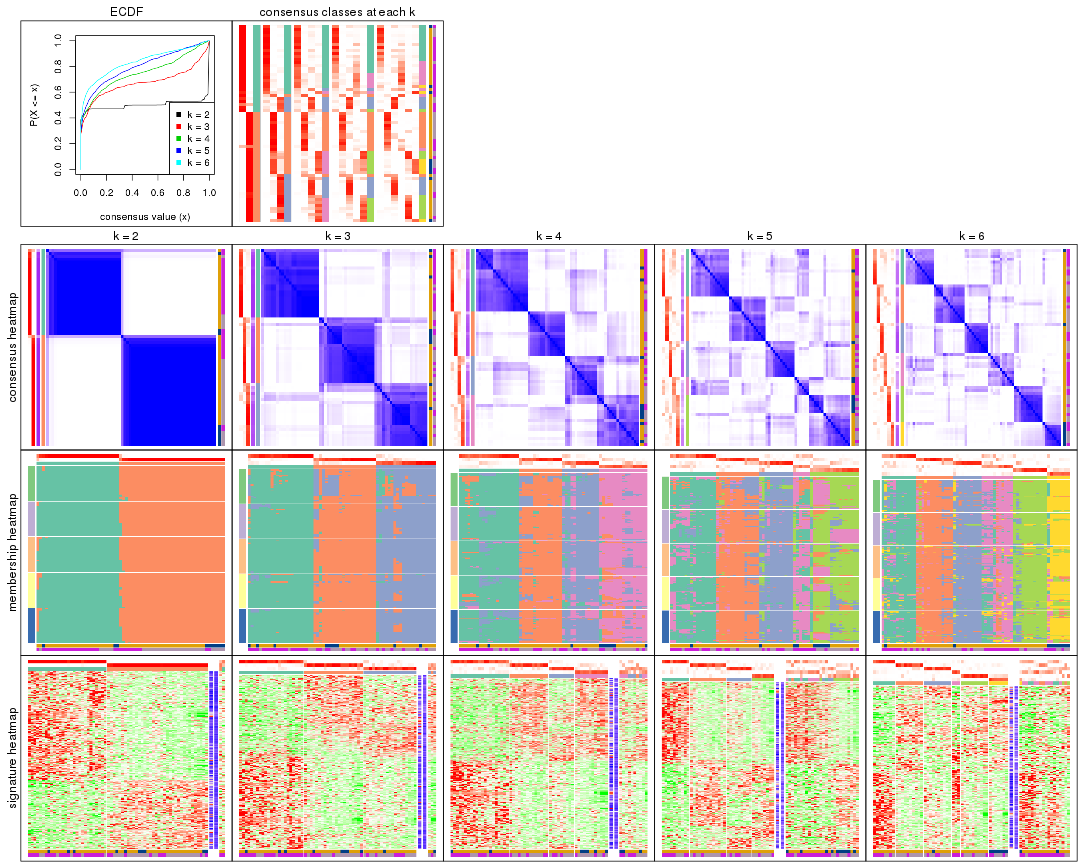 ECDF
consensus classes at each k
P(X <= x)
0.0 0.2 0.4 0.6 0.8 1.0
k = 2
k = 3
k = 4
k = 5
k = 6
0.0 0.2 0.4 0.6 0.8 1.0
consensus value (x)
k = 2
k = 3
k = 4
k = 5
k = 6
consensus heatmap
membership heatmap
signature heatmap